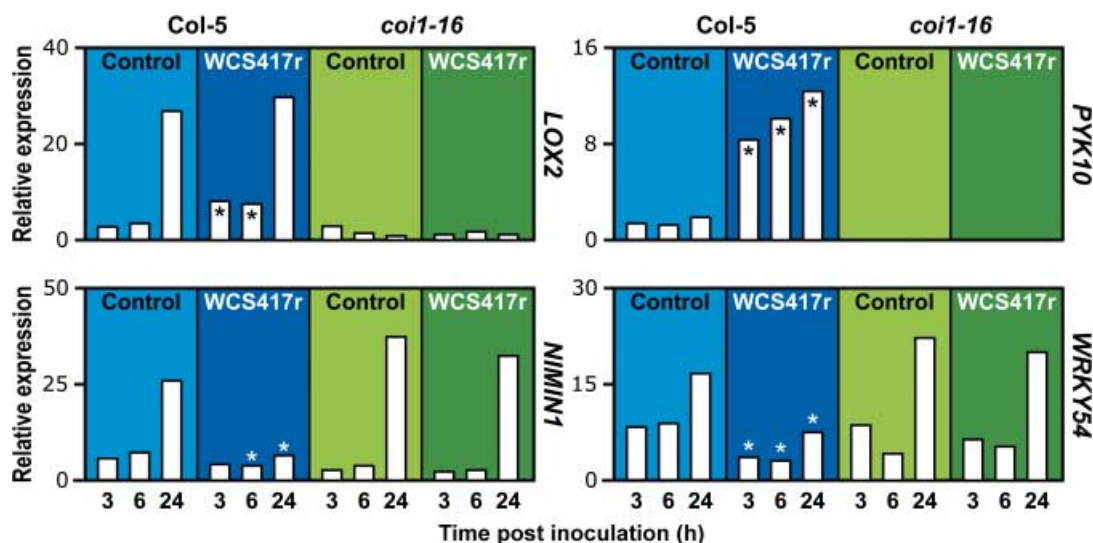 Col-5 coi1-16 Col-5 coi1-16
40 Control WCS417r Control WCS417r 16 Control WCS417r Control WCS417r
Relative expression 20 * * LOX2 8 * * * PYK10
0 0
50 Control WCS417r Control WCS417r 30 Control WCS417r Control WCS417r
Relative expression 25 * * NIMIN1 15 * * * WRKY54
0 0
3 6 24 3 6 24 3 6 24 3 6 24 3 6 24 3 6 24 3 6 24 3 6 24
Time post inoculation (h)